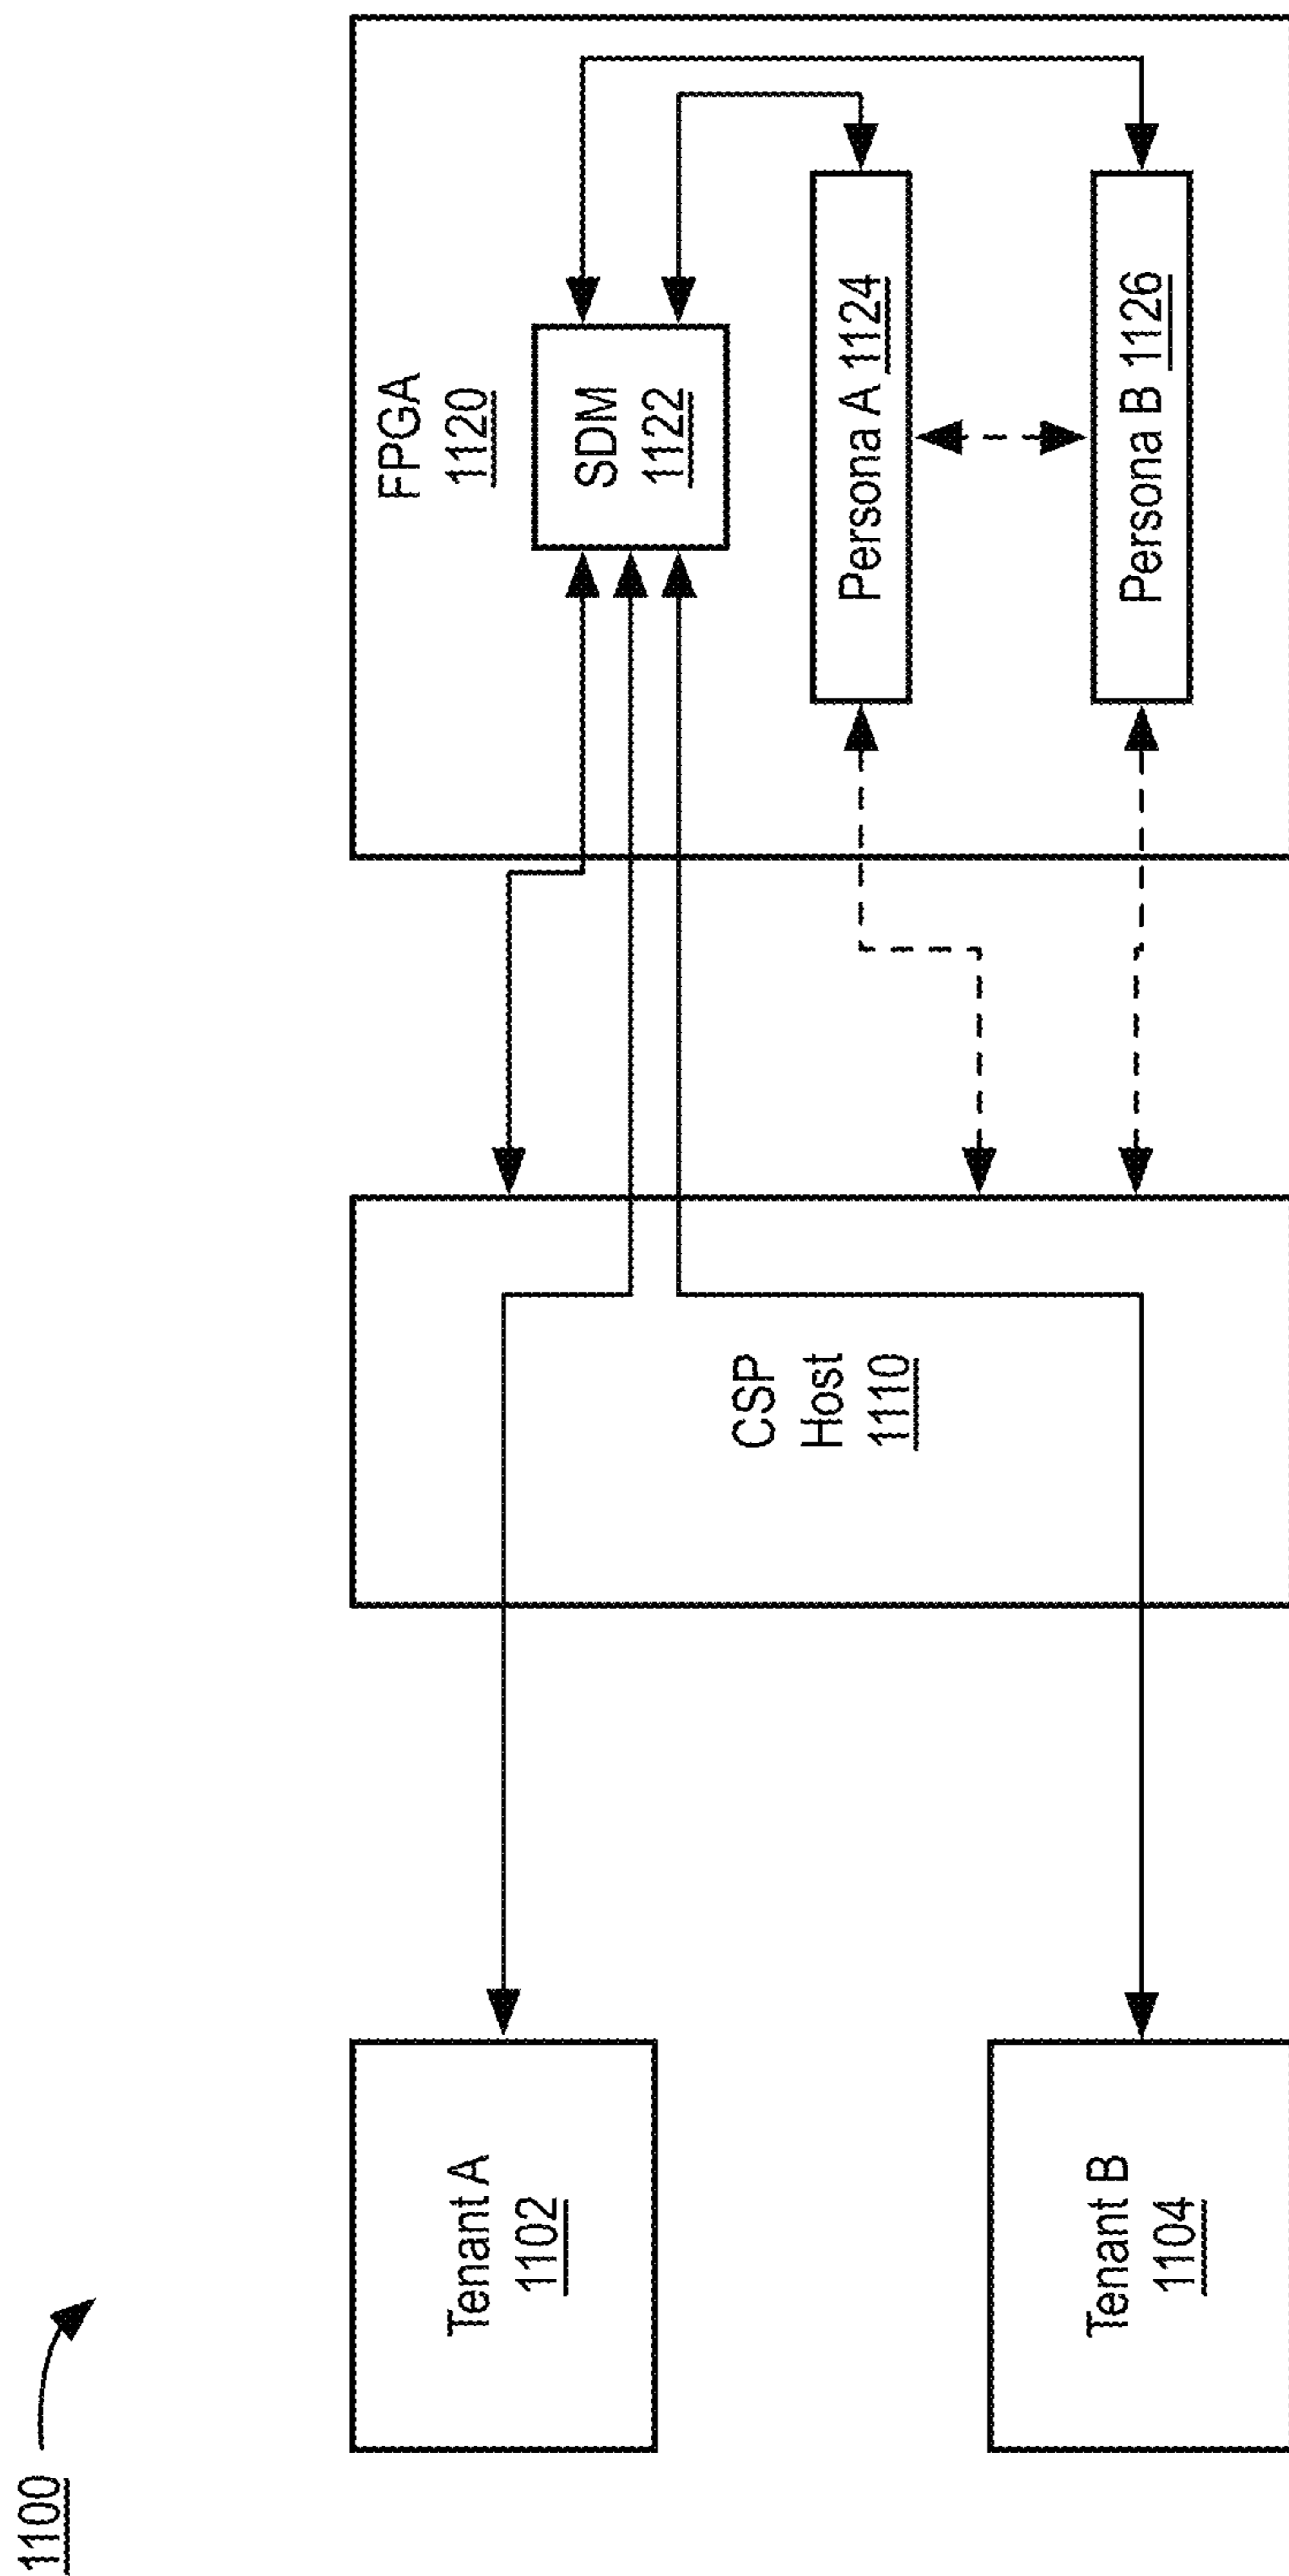 1100
Tenant A
1102
Tenant B
1104
CSP
Host
1110
FPGA
1120
SDM
1122
Persona A 1124
Persona B 1126